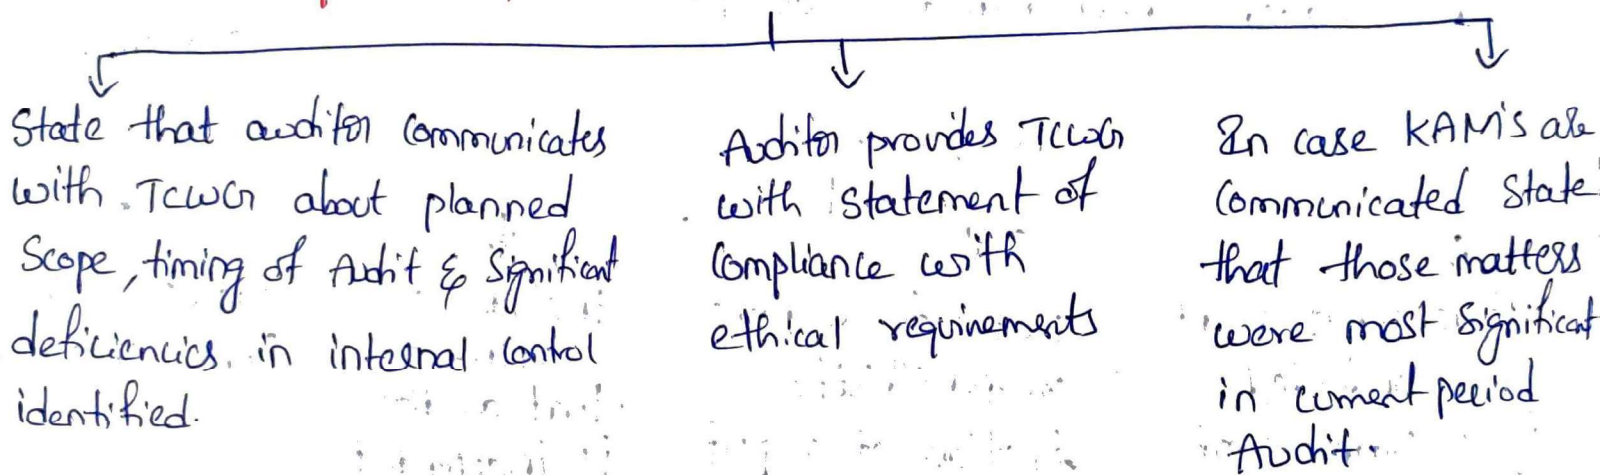 State that auditor communicates
with TCWG about planned
Scope, timing of Audit & Significant
deficiencies in internal control
identified.
Auditor provides TCWG
with statement of
Compliance with
ethical requirements
In case KAM's are
Communicated State
that those matters
were most Significant
in current period
Audit.